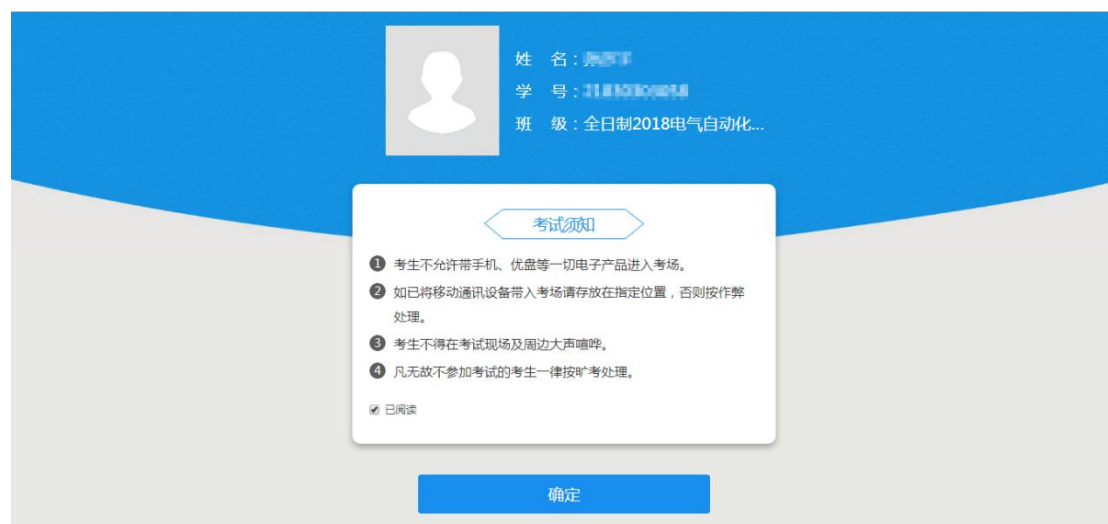 姓 名：
学 号：
班 级：全日制2018电气自动化...
考试须知
1 考生不允许带手机、优盘等一切电子产品进入考场。
2 如已将移动通讯设备带入考场请存放在指定位置，否则按作弊
处理。
3 考生不得在考试现场及周边大声喧哗。
4 凡无故不参加考试的考生一律按旷考处理。
已阅读
确定